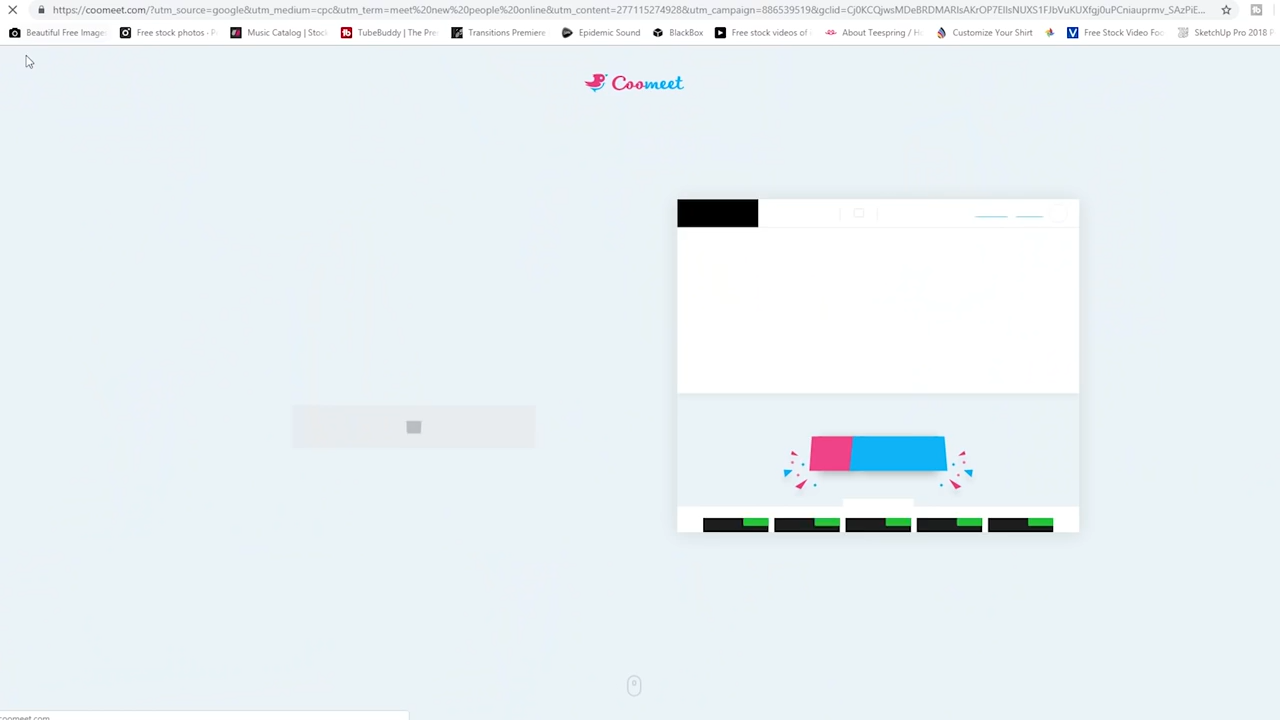 https://coomeet.com/?utm_source=google&utm_medium=cpc&utm_term=meet%20new%20people%20online&utm_content=277115274928&utm_campaign=886539519&gclid=
Beautiful Free Image Free stock photos · P Music Catalog | Stock TubeBuddy | The Pre Transitions Premiere Epidemic Sound BlackBox Free stock videos of About Teespring / H Customize Your Shirt Free Stock Video Foo SketchUp Pro 2018 P
Coomeet
coomeet.com